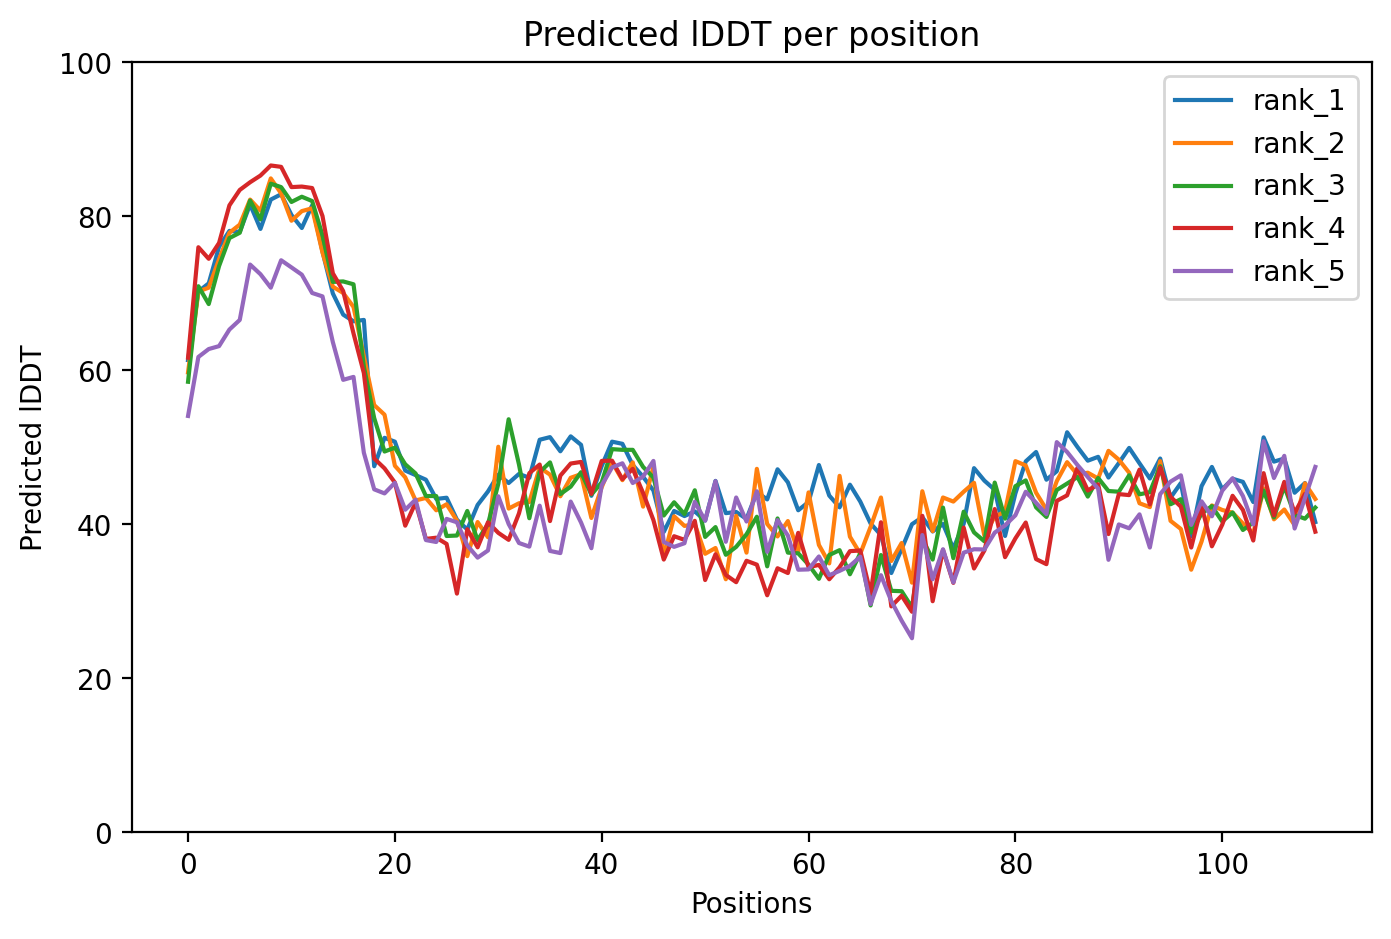 Predicted lDDT per position
100
80
60
40
20
0
Predicted lDDT
0 20 40 60 80 100
Positions
rank_1
rank_2
rank_3
rank_4
rank_5